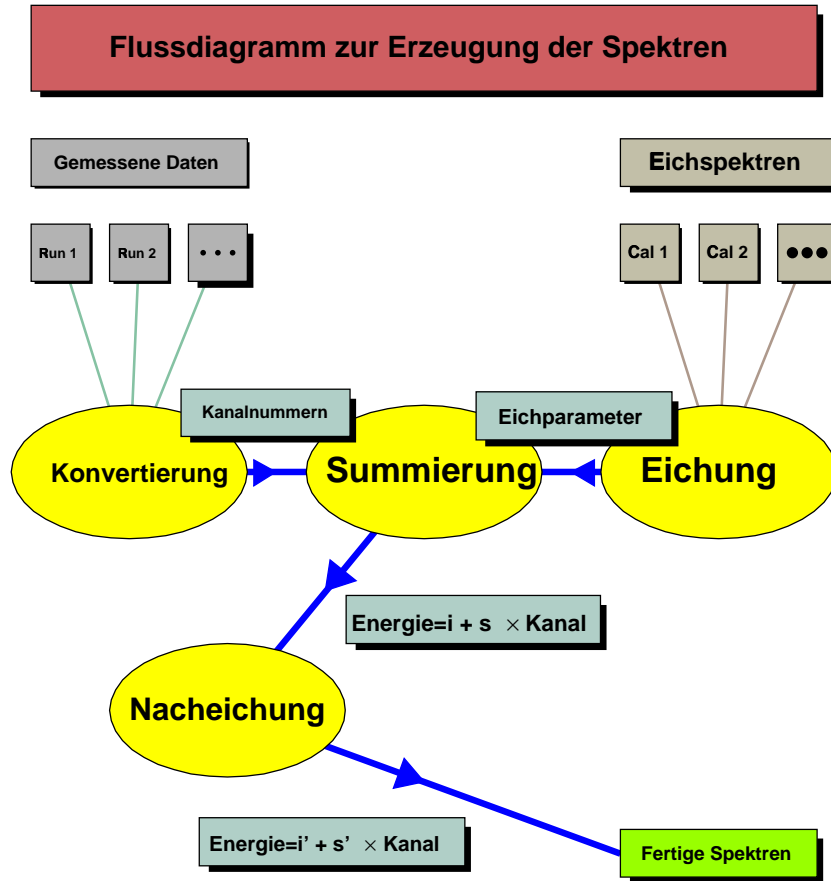 Flussdiagramm zur Erzeugung der Spektren
Gemessene Daten
Eichspektren
Run 1
Run 2
• • •
Cal 1
Cal 2
●●●
Kanalnummern
Eichparameter
Konvertierung
Summierung
Eichung
Energie=i + s × Kanal
Nacheichung
Energie=i’ + s’ × Kanal
Fertige Spektren